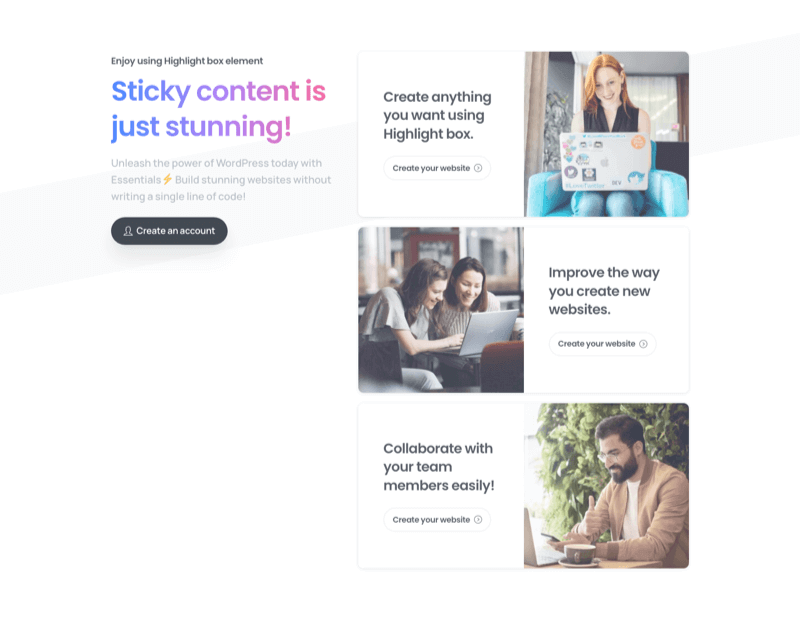 Enjoy using Highlight box element
Sticky content is
just stunning!
Unleash the power of WordPress today with
Essentials⚡ Build stunning websites without
writing a single line of code!
Create an account
Create anything
you want using
Highlight box.
Create your website
Improve the way
you create new
websites.
Create your website
Collaborate with
your team
members easily!
Create your website